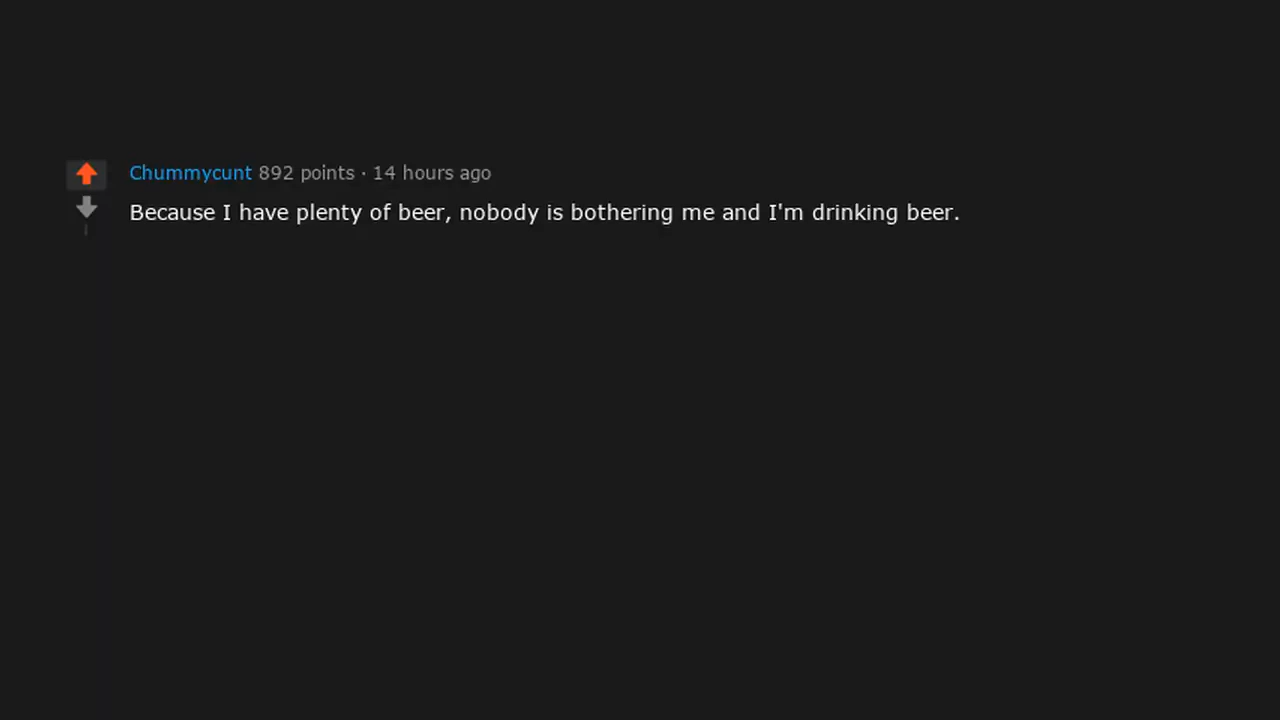 Chummycunt 892 points · 14 hours ago
Because I have plenty of beer, nobody is bothering me and I'm drinking beer.